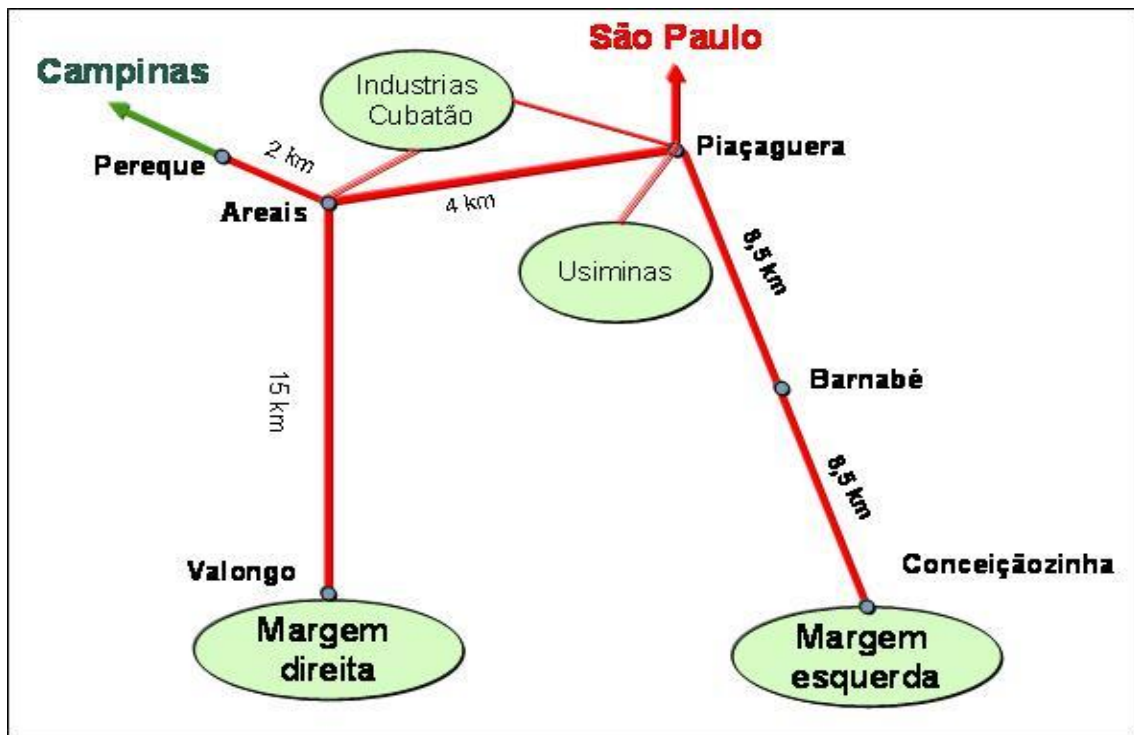 São Paulo
Campinas
Industrias
Cubatão
2 km
Pereque
Piaçaguera
Areais
4 km
8,5 km
Usiminas
Barnabé
15 km
8,5 km
Valongo
Conceiçãozinha
Margem
direita
Margem
esquerda